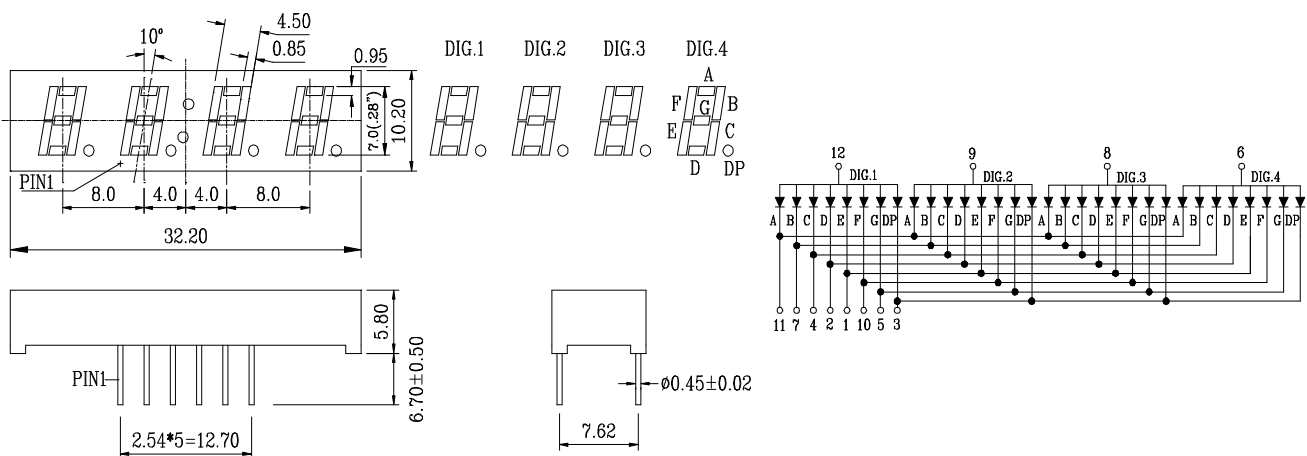 4.50
10°
0.85
0.95
DIG.1 DIG.2 DIG.3 DIG.4
A
F G B
E C
D DP
7.0(.28")
10.20
PIN1
8.0 4.0 4.0 8.0
32.20
12 9 8 6
DIG.1 DIG.2 DIG.3 DIG.4
A B C D E F G DP A B C D E F G DP A B C D E F G DP A B C D E F G DP
11 7 4 2 1 10 5 3
5.80
6.70±0.50
PIN1
2.54*5=12.70
7.62
ø0.45±0.02